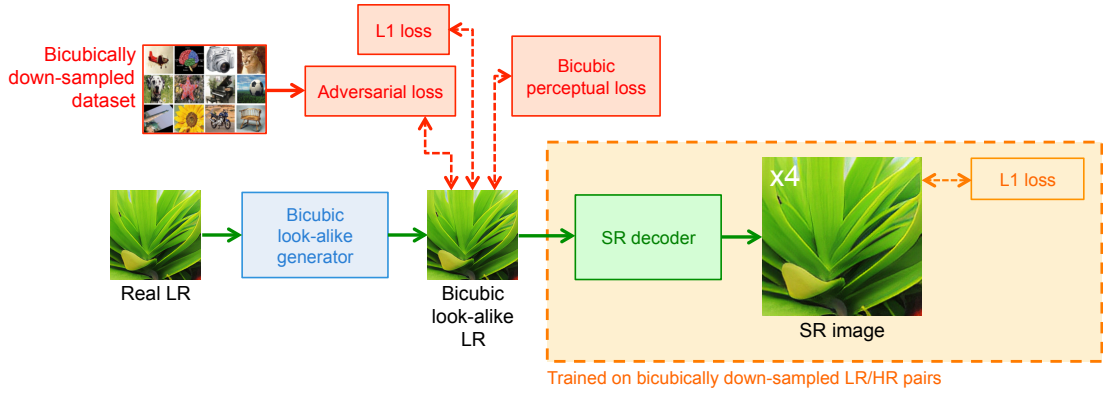 Bicubically
down-sampled
dataset
L1 loss
Adversarial loss
Bicubic
perceptual loss
Real LR
Bicubic
look-alike
generator
Bicubic
look-alike
LR
SR decoder
x4
SR image
L1 loss
Trained on bicubically down-sampled LR/HR pairs